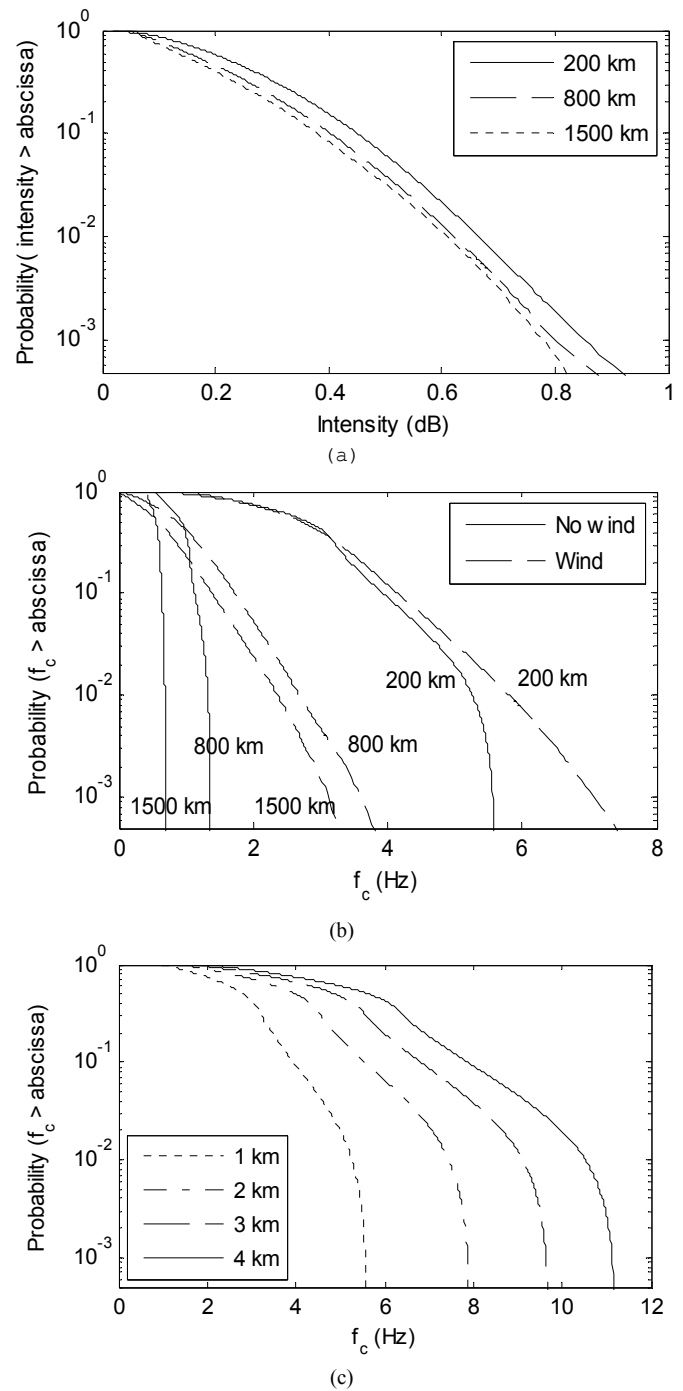 10^0
10^-1
10^-2
10^-3
Probability( intensity > abscissa)
200 km
800 km
1500 km
0 0.2 0.4 0.6 0.8 1
Intensity (dB)
(a)
10^0
10^-1
10^-2
10^-3
Probability (f_c > abscissa)
No wind
Wind
200 km
200 km
800 km
800 km
1500 km
1500 km
0 2 4 6 8
f_c (Hz)
(b)
10^0
10^-1
10^-2
10^-3
Probability (f_c > abscissa)
1 km
2 km
3 km
4 km
0 2 4 6 8 10 12
f_c (Hz)
(c)